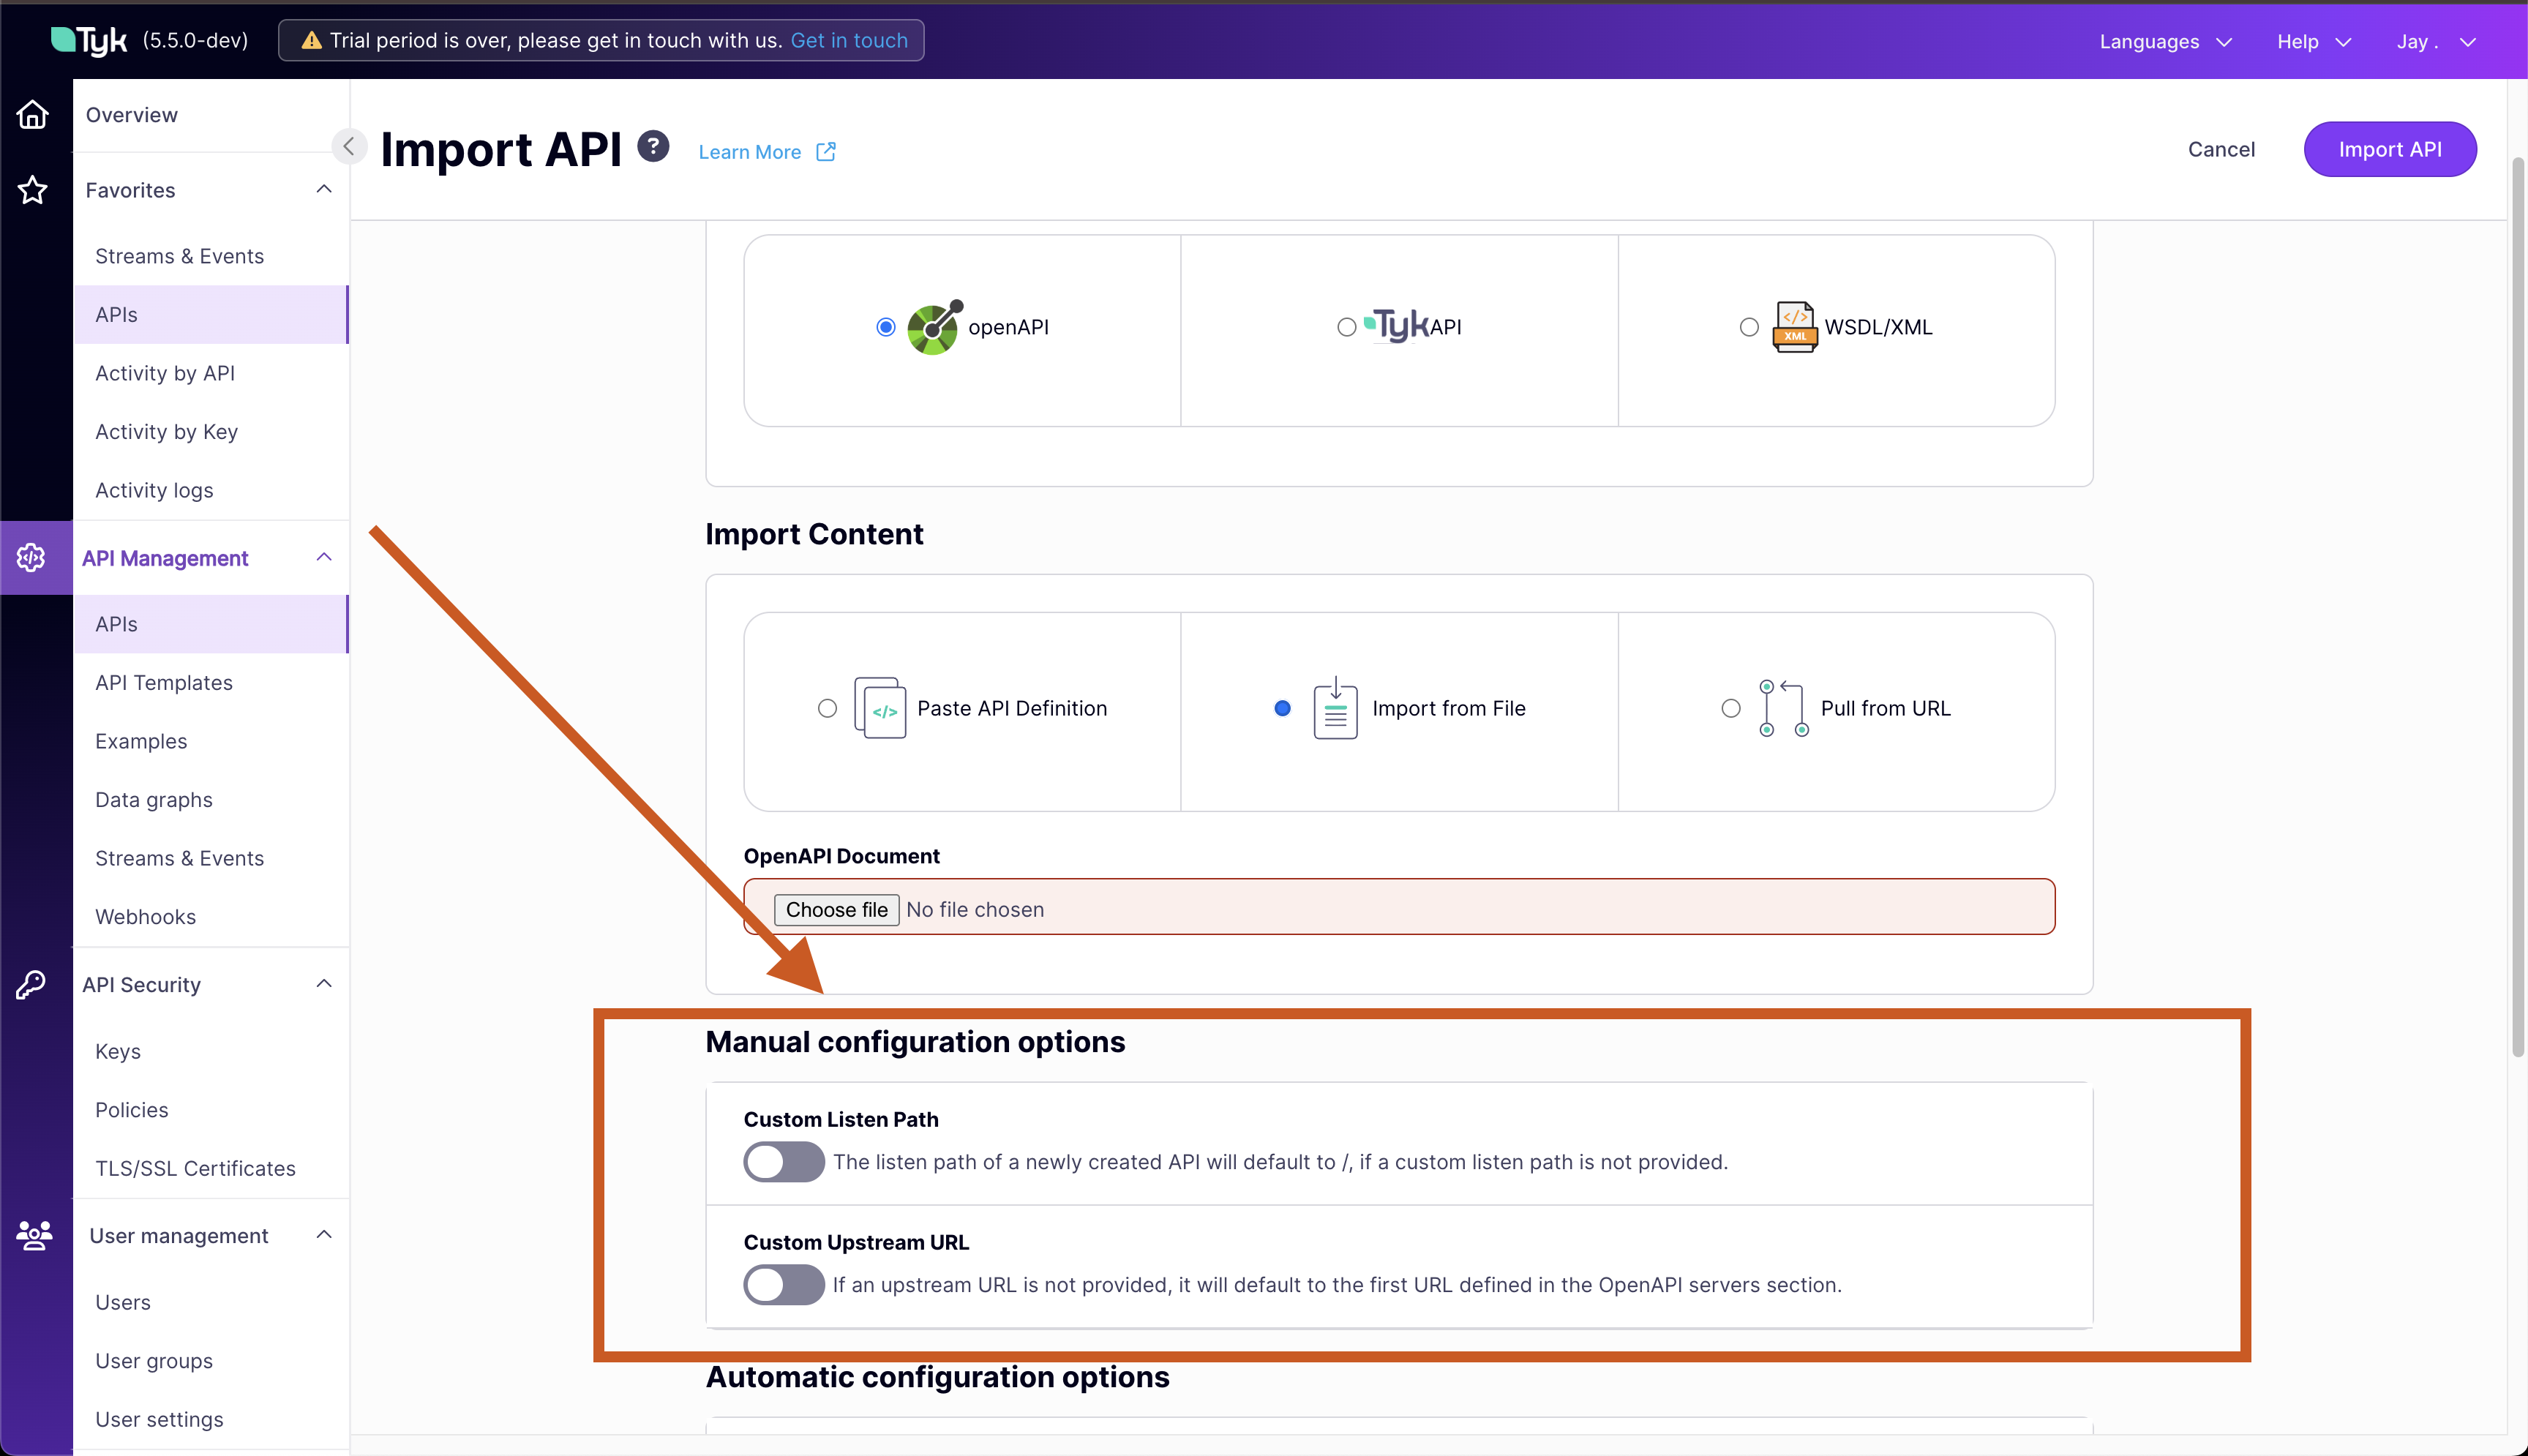 Tyk (5.5.0-dev) Trial period is over, please get in touch with us. Get in touch Languages Help Jay .
Overview
Import API ? Learn More Cancel Import API
Favorites
Streams & Events
APIs
Activity by API
Activity by Key
Activity logs
API Management
APIs
API Templates
Examples
Data graphs
Streams & Events
Webhooks
API Security
Keys
Policies
TLS/SSL Certificates
User management
Users
User groups
User settings
openAPI
TykAPI
</> XML WSDL/XML
Import Content
</> Paste API Definition
Import from File
Pull from URL
OpenAPI Document
Choose file No file chosen
Manual configuration options
Custom Listen Path
The listen path of a newly created API will default to /, if a custom listen path is not provided.
Custom Upstream URL
If an upstream URL is not provided, it will default to the first URL defined in the OpenAPI servers section.
Automatic configuration options